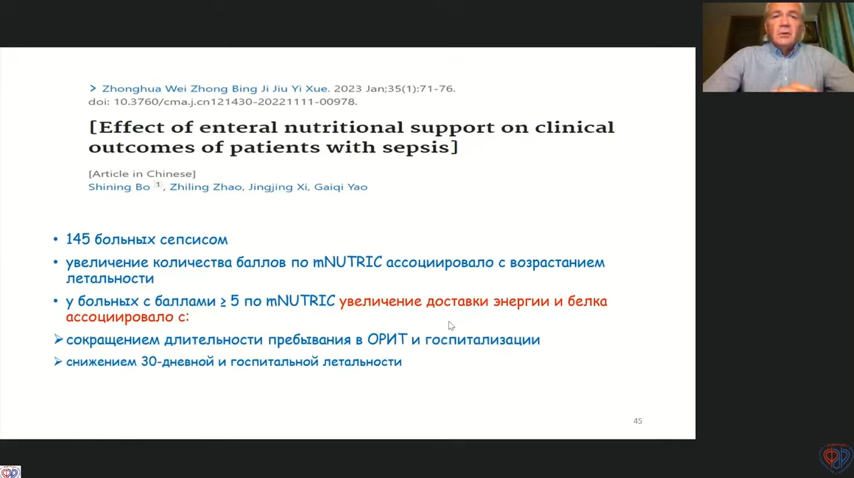 > Zhonghua Wei Zhong Bing Ji Jiu Yi Xue. 2023 Jan;35(1):71-76.
doi: 10.3760/cma.j.cn121430-20221111-00978.
[Effect of enteral nutritional support on clinical
outcomes of patients with sepsis]
[Article in Chinese]
Shining Bo 1, Zhiling Zhao, Jingjing Xi, Gaiqi Yao
• 145 больных сепсисом
• увеличение количества баллов по mNUTRIC ассоциировало с возрастанием
летальности
• у больных с баллами ≥ 5 по mNUTRIC увеличение доставки энергии и белка
ассоциировало с:
➢сокращением длительности пребывания в ОРИТ и госпитализации
➢снижением 30-дневной и госпитальной летальности
45